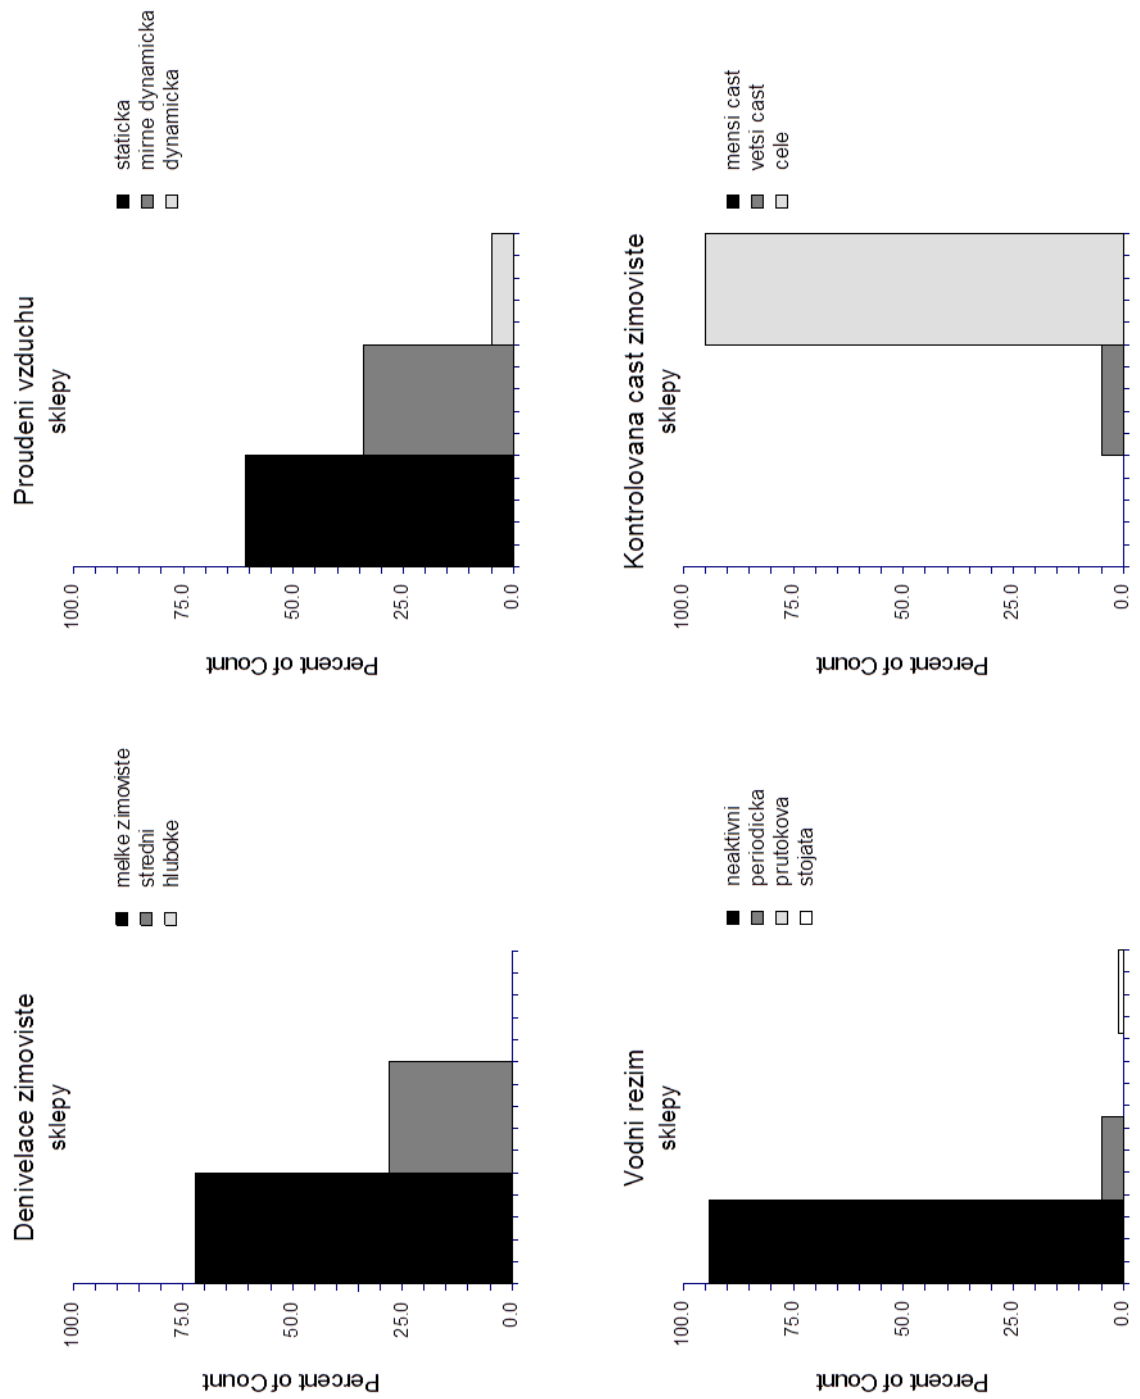 Denivelace zimoviste
sklepy
melke zimoviste
stredni
hluboke
Percent of Count
100.0
75.0
50.0
25.0
0.0
Proudeni vzduchu
sklepy
staticka
mirne dynamicka
dynamicka
Percent of Count
100.0
75.0
50.0
25.0
0.0
Vodni rezim
sklepy
neaktivni
periodicka
prutokova
stojata
Percent of Count
100.0
75.0
50.0
25.0
0.0
Kontrolovana cast zimoviste
sklepy
mensi cast
vetsi cast
cele
Percent of Count
100.0
75.0
50.0
25.0
0.0